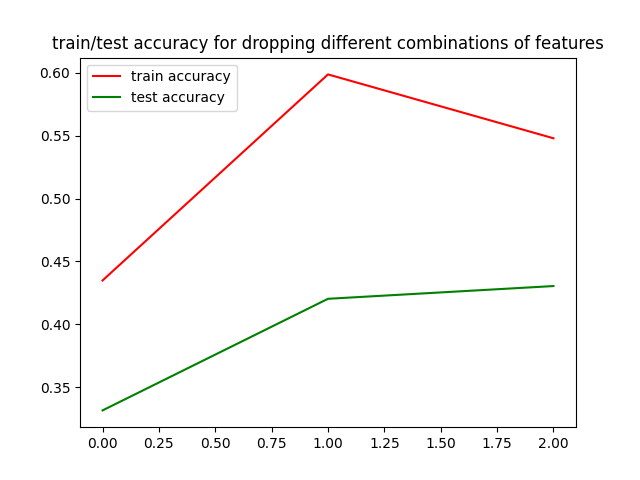 train/test accuracy for dropping different combinations of features
train accuracy
test accuracy
0.60
0.55
0.50
0.45
0.40
0.35
0.00 0.25 0.50 0.75 1.00 1.25 1.50 1.75 2.00